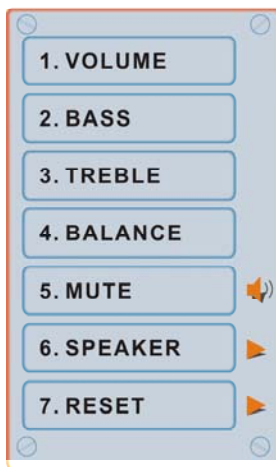 1. VOLUME
2. BASS
3. TREBLE
4. BALANCE
5. MUTE
6. SPEAKER
7. RESET